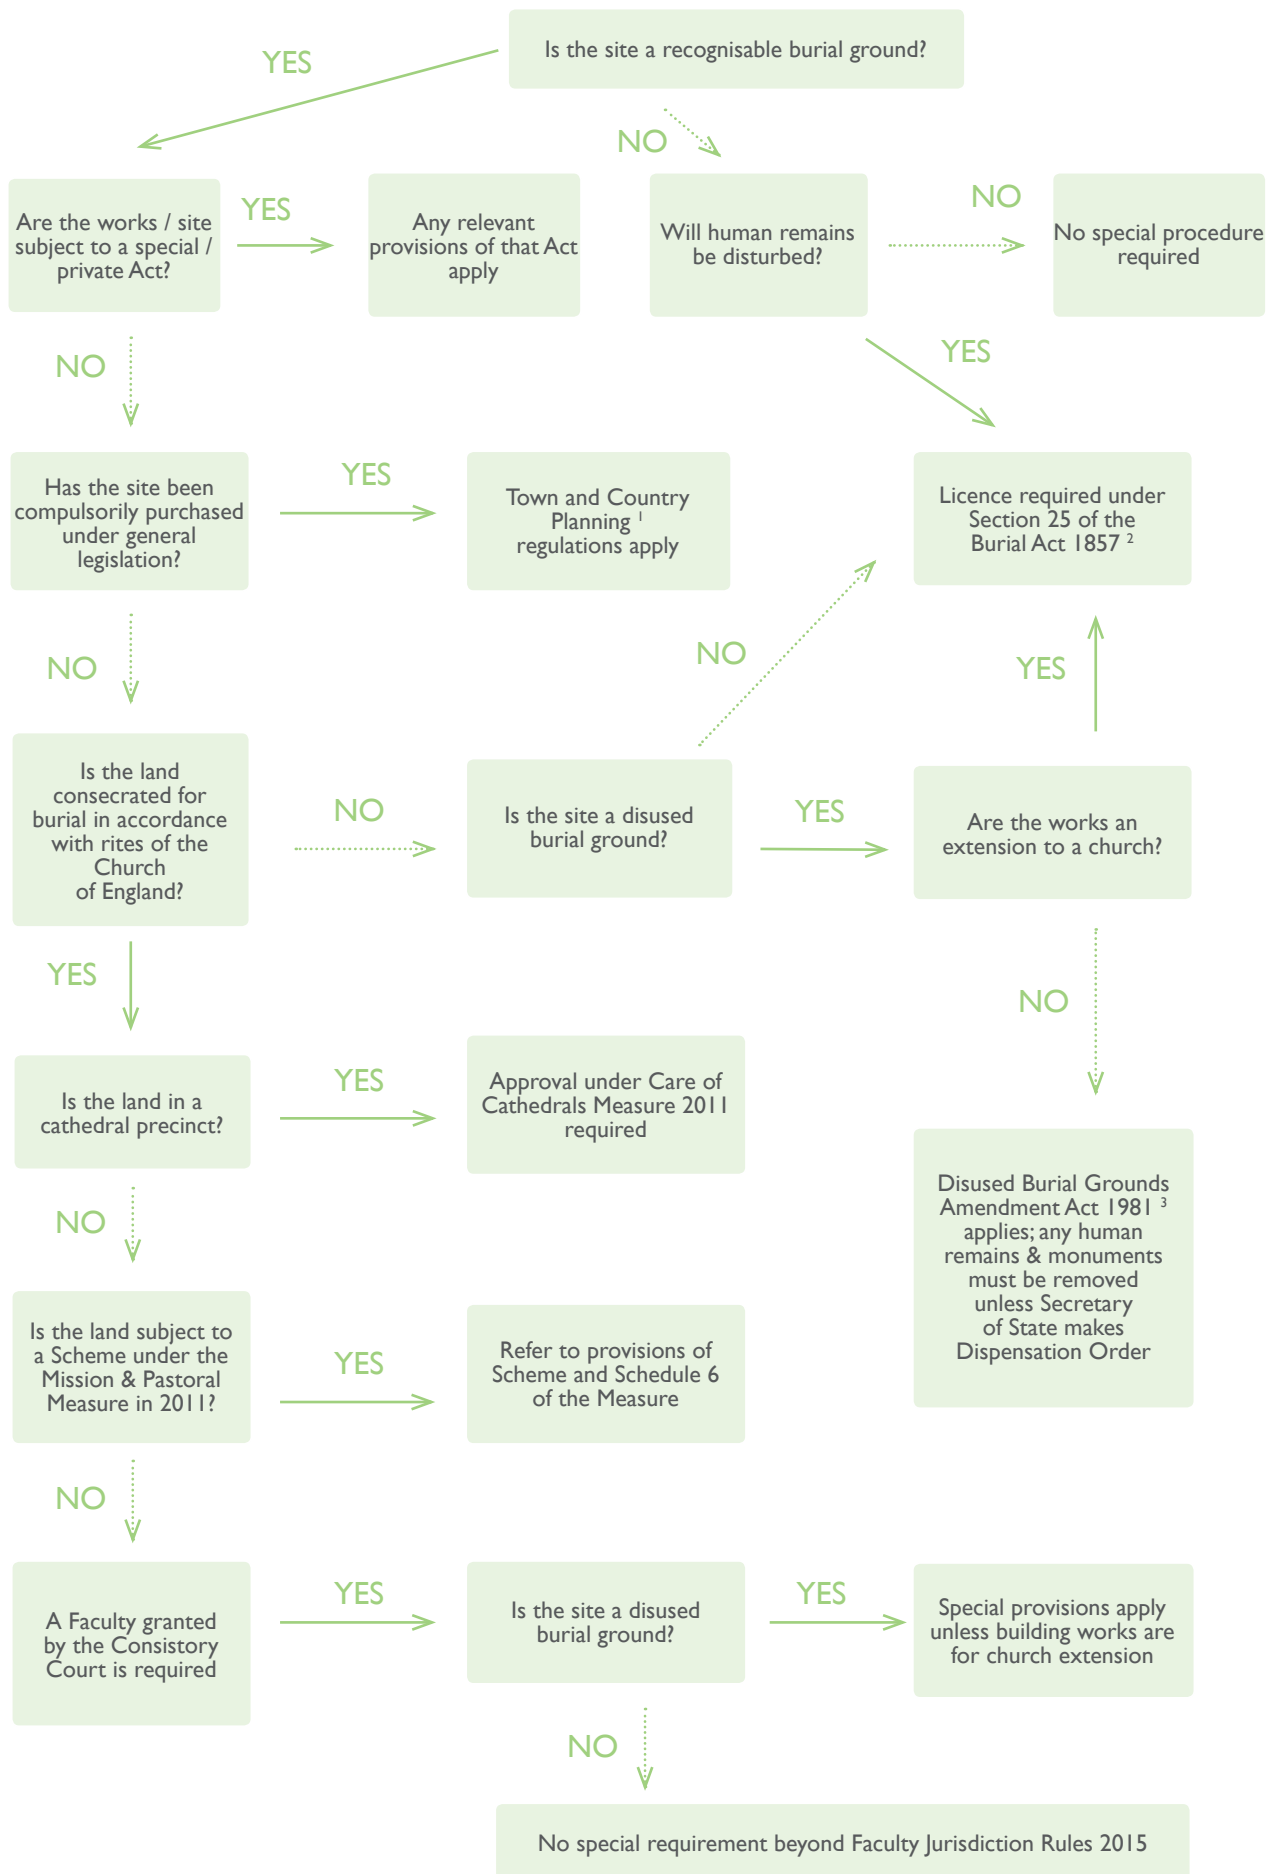 Is the site a recognisable burial ground?
YES
NO
Are the works / site
subject to a special /
private Act?
YES
Any relevant
provisions of that Act
apply
Will human remains
be disturbed?
NO
No special procedure
required
NO
YES
Has the site been
compulsorily purchased
under general
legislation?
YES
Town and Country
Planning 1
regulations apply
Licence required under
Section 25 of the
Burial Act 1857 2
NO
NO
YES
Is the land
consecrated for
burial in accordance
with rites of the
Church
of England?
NO
Is the site a disused
burial ground?
YES
Are the works an
extension to a church?
YES
NO
Is the land in a
cathedral precinct?
YES
Approval under Care of
Cathedrals Measure 2011
required
Disused Burial Grounds
Amendment Act 1981 3
applies; any human
remains & monuments
must be removed
unless Secretary
of State makes
Dispensation Order
NO
Is the land subject to
a Scheme under the
Mission & Pastoral
Measure in 2011?
YES
Refer to provisions of
Scheme and Schedule 6
of the Measure
NO
A Faculty granted
by the Consistory
Court is required
YES
Is the site a disused
burial ground?
YES
Special provisions apply
unless building works are
for church extension
NO
No special requirement beyond Faculty Jurisdiction Rules 2015